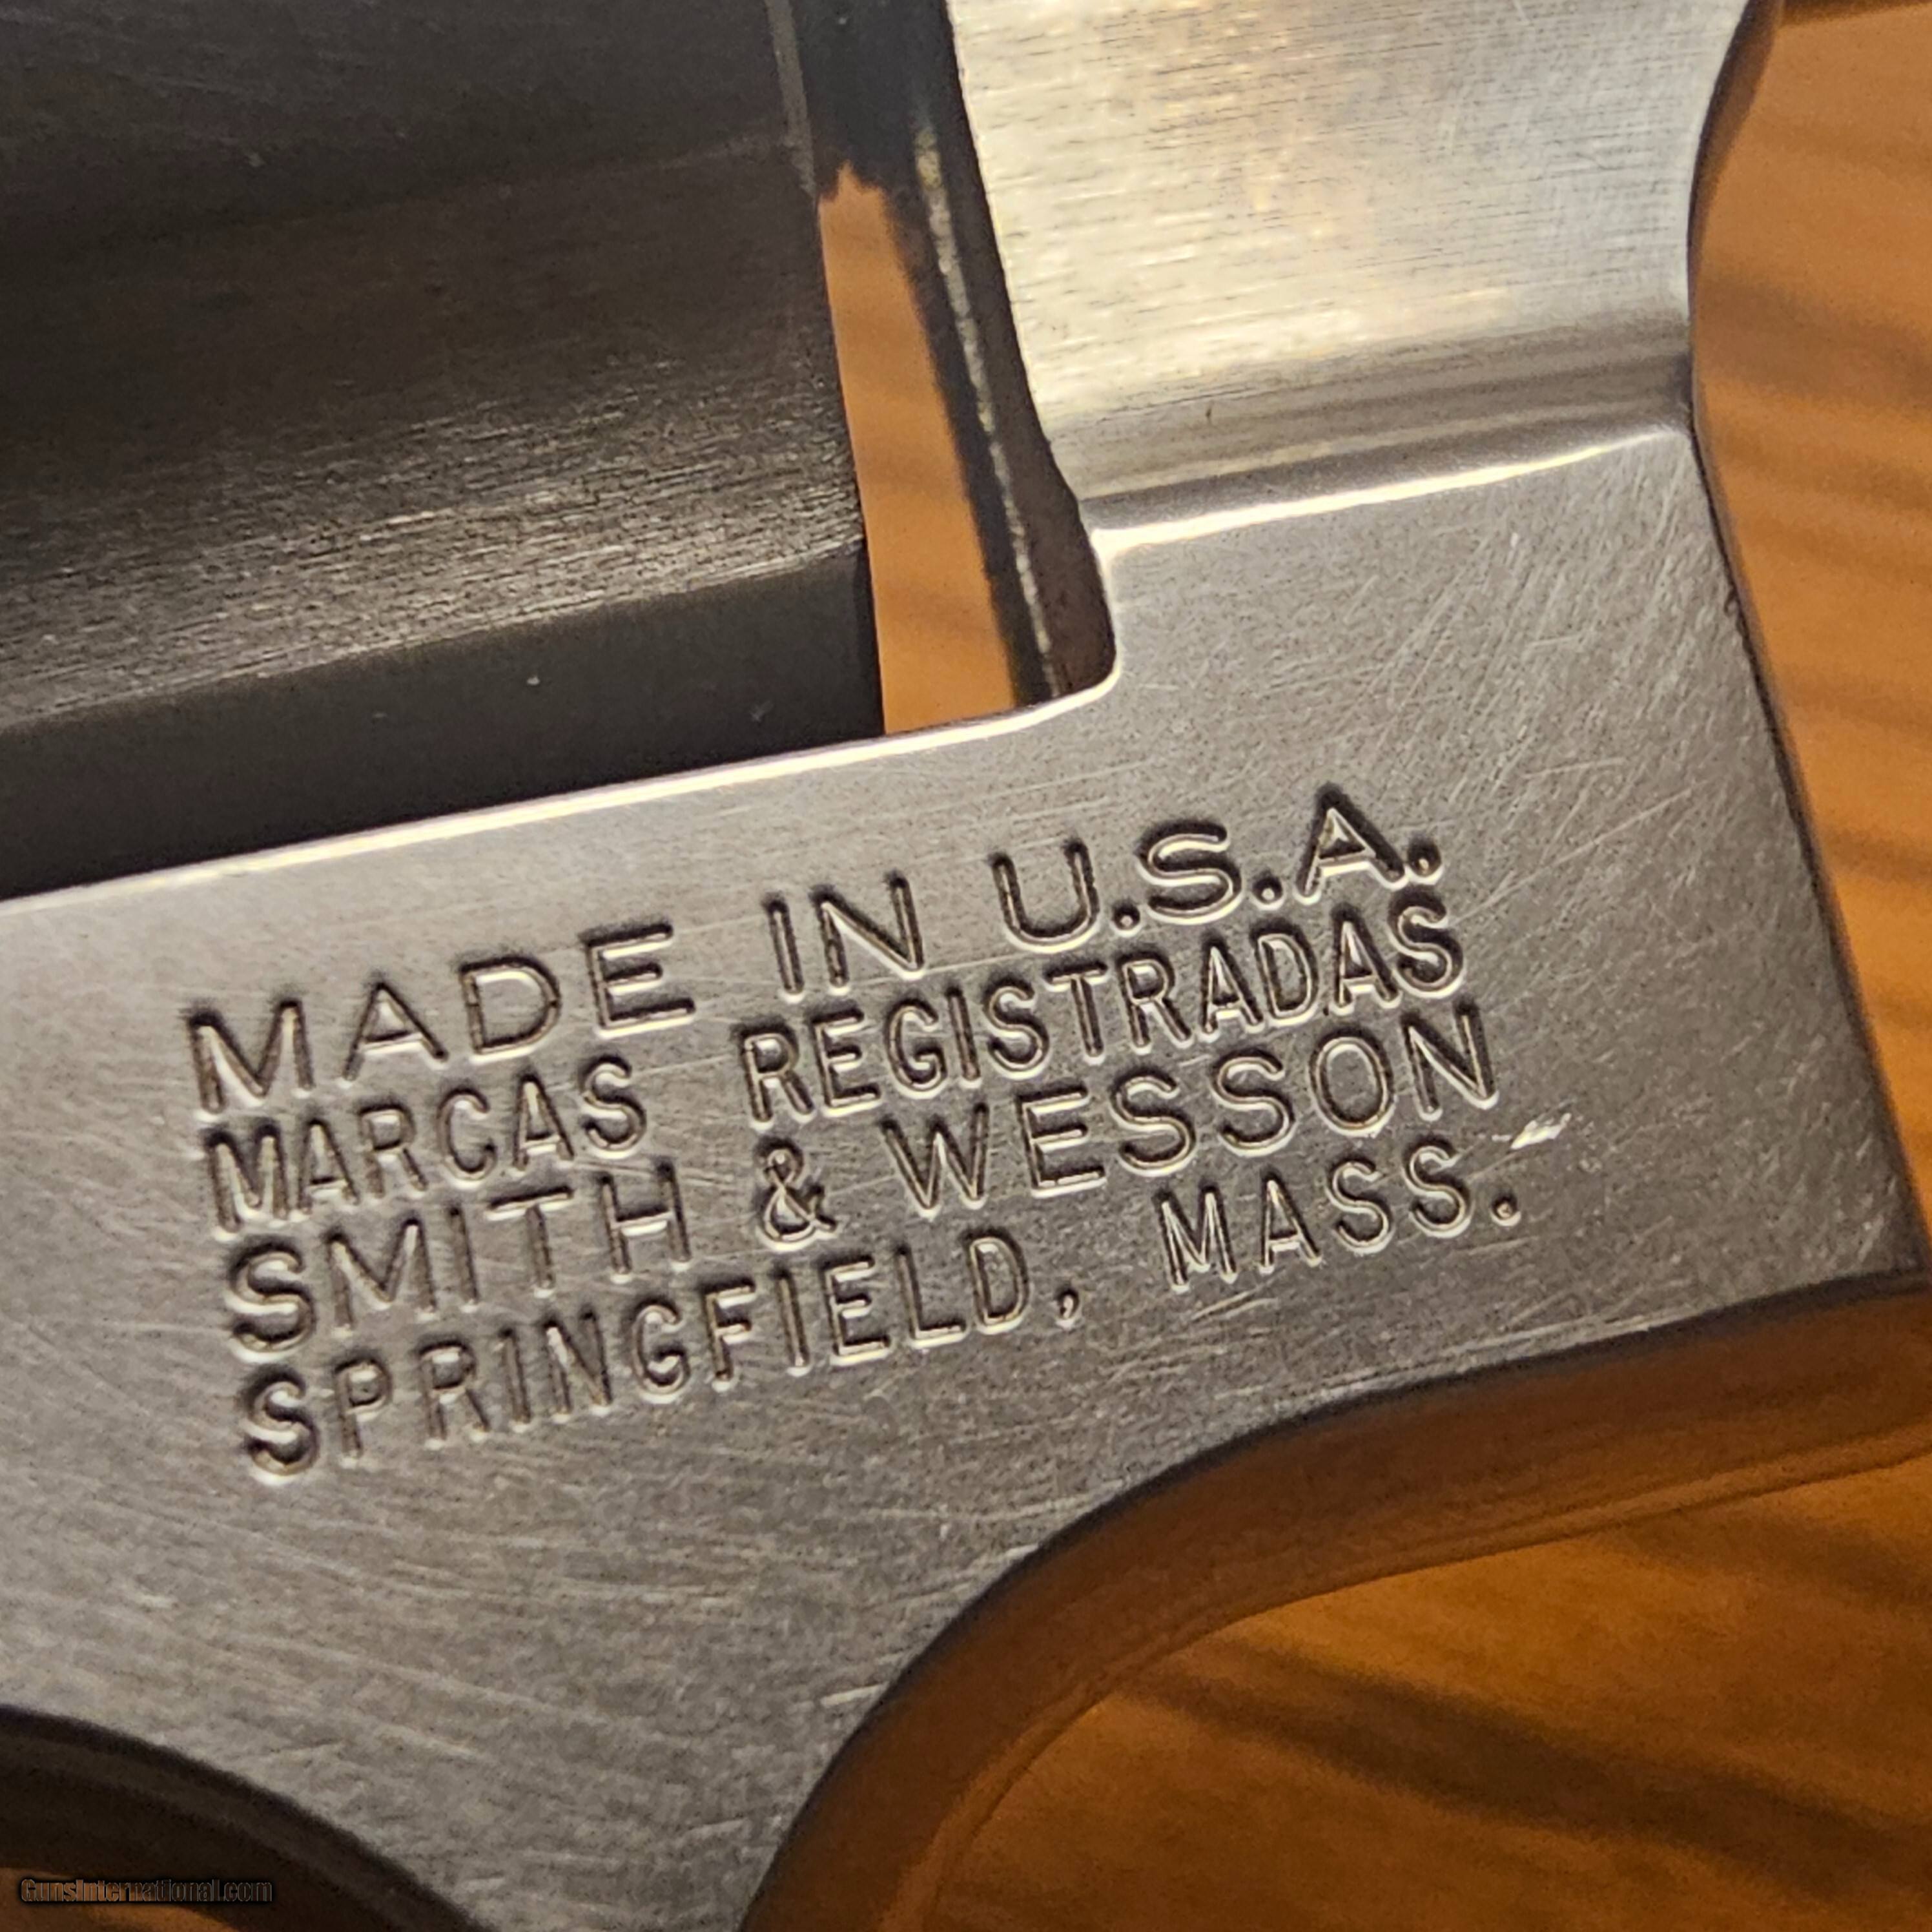 MADE IN U.S.A.
MARCAS REGISTRADAS
SMITH & WESSON
SPRINGFIELD, MASS.
GunsInternational.com